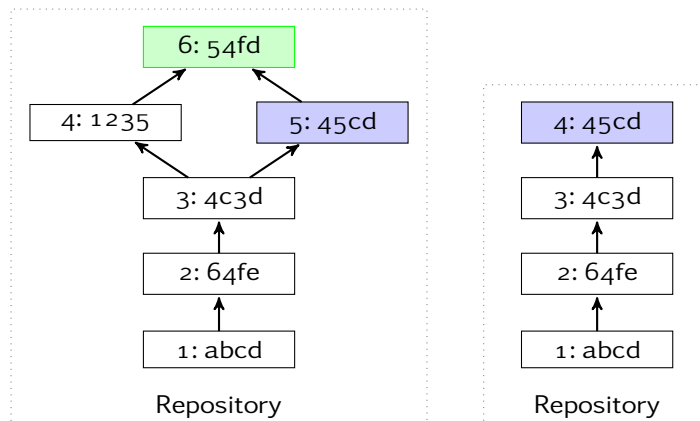 6: 54fd
4: 1235
5: 45cd
3: 4c3d
2: 64fe
1: abcd
Repository
4: 45cd
3: 4c3d
2: 64fe
1: abcd
Repository